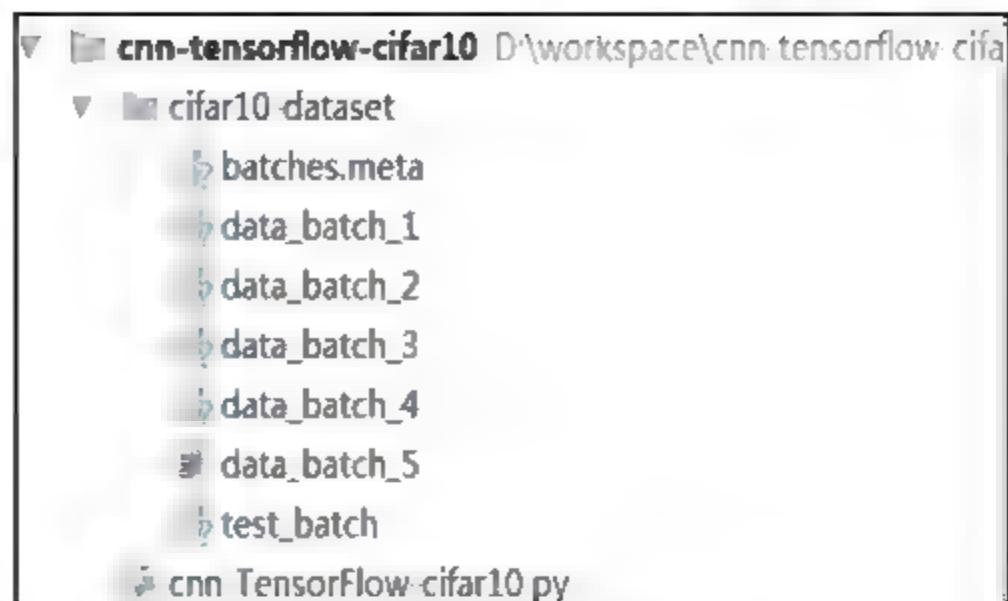 cnn-tensorflow-cifar10 D:\workspace\cnn-tensorflow-cifa
cifar10-dataset
batches.meta
data_batch_1
data_batch_2
data_batch_3
data_batch_4
data_batch_5
test_batch
cnn-TensorFlow-cifar10.py